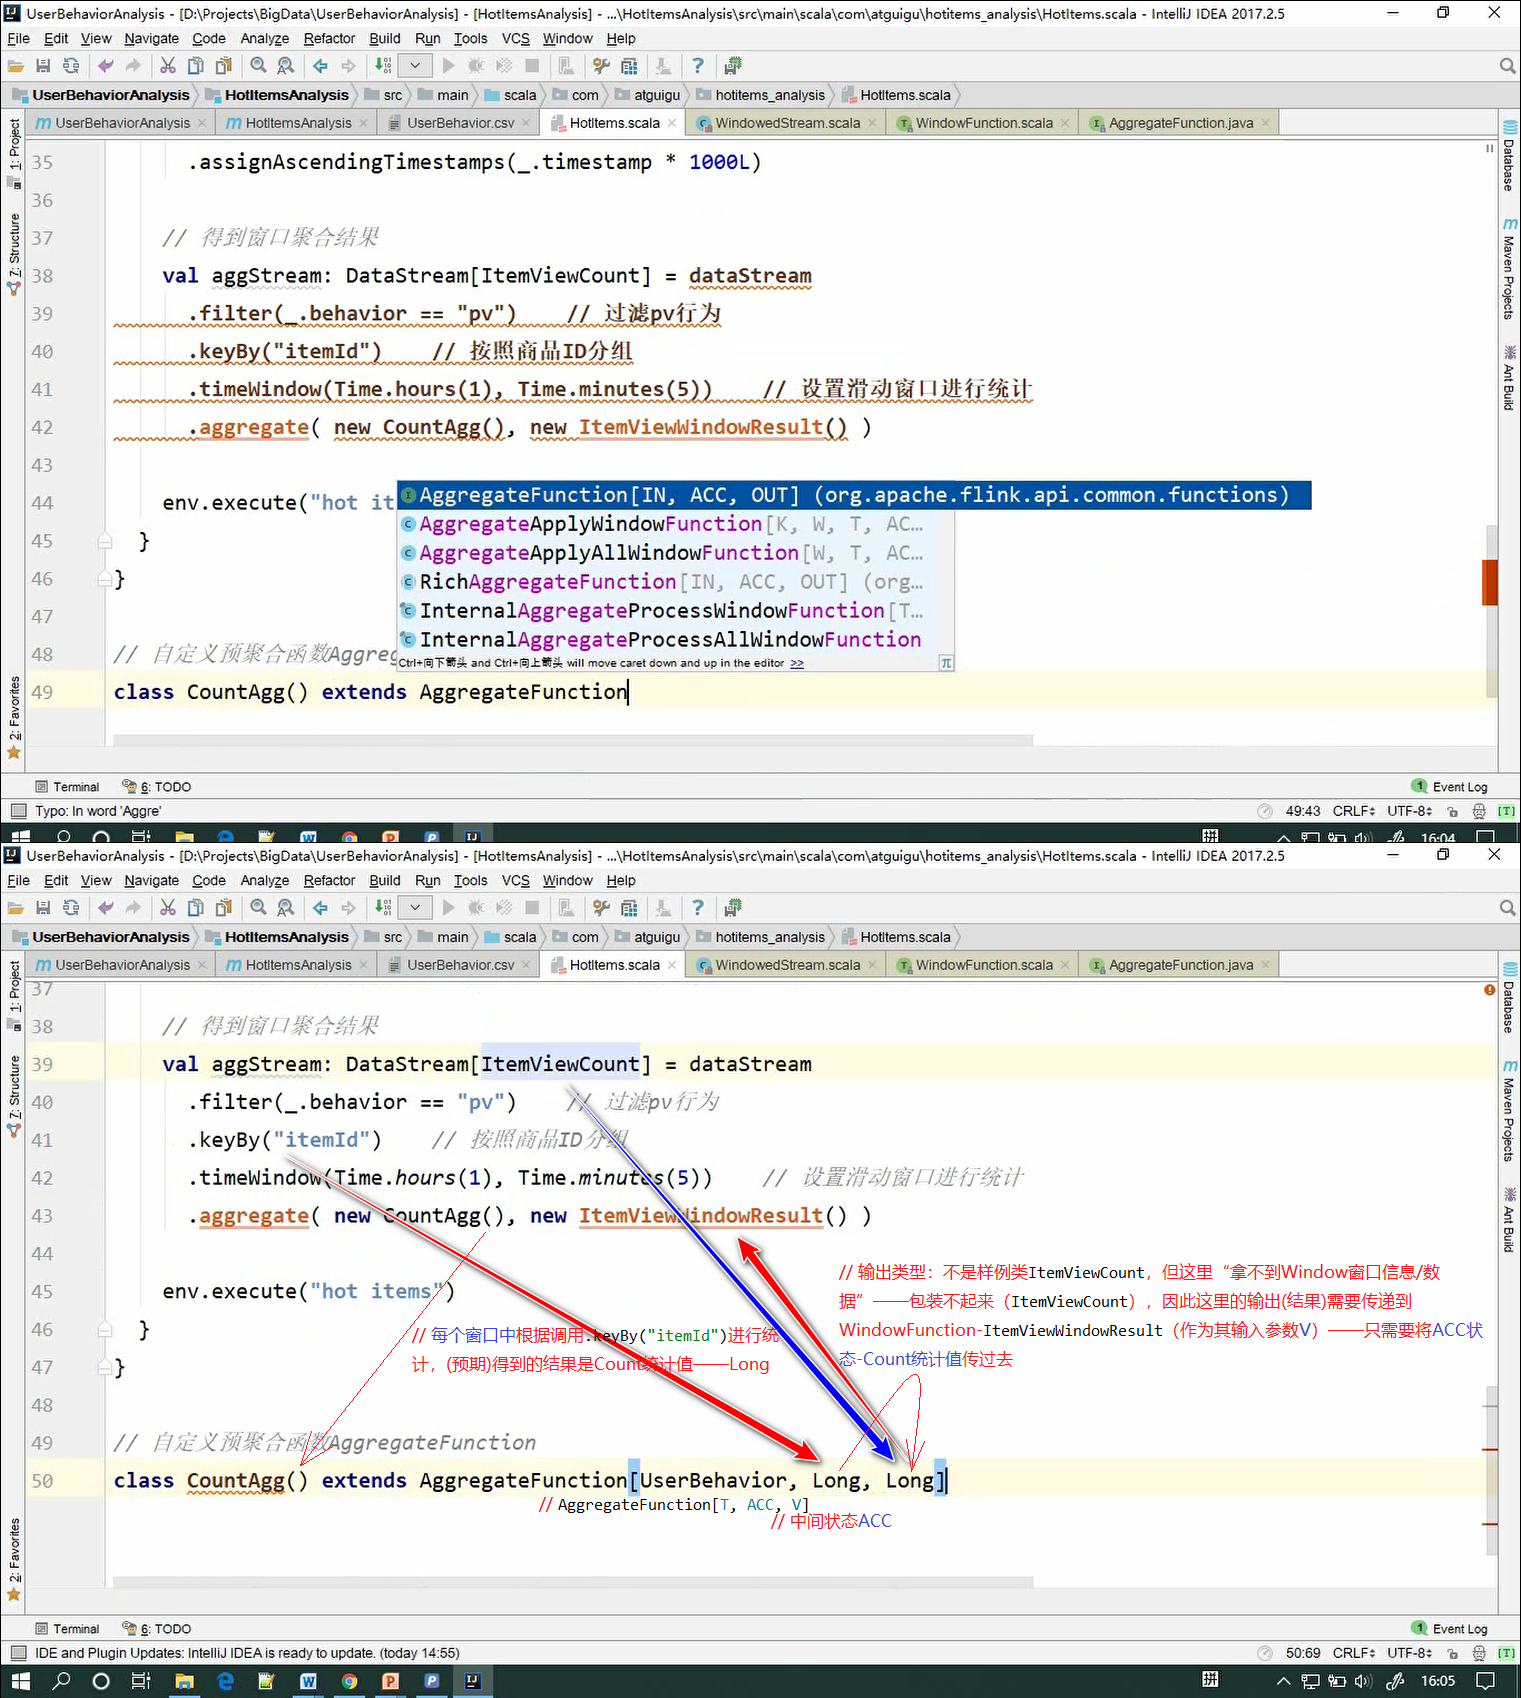 UserBehaviorAnalysis - [D:\Projects\BigData\UserBehaviorAnalysis] - [HotItemsAnalysis] - ...\HotItemsAnalysis\src\main\scala\com\atguigu\hotitems_analysis\HotItems.scala - IntelliJ IDEA 2017.2.5
File Edit View Navigate Code Analyze Refactor Build Run Tools VCS Window Help
UserBehaviorAnalysis HotItemsAnalysis src main scala com atguigu hotitems_analysis HotItems.scala
UserBehaviorAnalysis HotItemsAnalysis UserBehavior.csv HotItems.scala WindowedStream.scala WindowFunction.scala AggregateFunction.java
1: Project
7: Structure
2: Favorites
Database
Maven Projects
Ant Build
35 .assignAscendingTimestamps(_.timestamp * 1000L)
36
37 // 得到窗口聚合结果
38 val aggStream: DataStream[ItemViewCount] = dataStream
39 .filter(_.behavior == "pv") // 过滤pv行为
40 .keyBy("itemId") // 按照商品ID分组
41 .timeWindow(Time.hours(1), Time.minutes(5)) // 设置滑动窗口进行统计
42 .aggregate( new CountAgg(), new ItemViewWindowResult() )
43
44 env.execute("hot it
45 }
46 }
47
48 // 自定义预聚合函数Aggreg
49 class CountAgg() extends AggregateFunction
AggregateFunction[IN, ACC, OUT] (org.apache.flink.api.common.functions)
AggregateApplyWindowFunction[K, W, T, AC…
AggregateApplyAllWindowFunction[W, T, AC…
RichAggregateFunction[IN, ACC, OUT] (org…
InternalAggregateProcessWindowFunction[T…
InternalAggregateProcessAllWindowFunction
Ctrl+向下箭头 and Ctrl+向上箭头 will move caret down and up in the editor >> π
Terminal 6: TODO 1 Event Log
Typo: In word 'Aggre' 49:43 CRLF UTF-8 [T]
拼 16:04
UserBehaviorAnalysis - [D:\Projects\BigData\UserBehaviorAnalysis] - [HotItemsAnalysis] - ...\HotItemsAnalysis\src\main\scala\com\atguigu\hotitems_analysis\HotItems.scala - IntelliJ IDEA 2017.2.5
File Edit View Navigate Code Analyze Refactor Build Run Tools VCS Window Help
UserBehaviorAnalysis HotItemsAnalysis src main scala com atguigu hotitems_analysis HotItems.scala
UserBehaviorAnalysis HotItemsAnalysis UserBehavior.csv HotItems.scala WindowedStream.scala WindowFunction.scala AggregateFunction.java
1: Project
7: Structure
2: Favorites
Database
Maven Projects
Ant Build
37
38 // 得到窗口聚合结果
39 val aggStream: DataStream[ItemViewCount] = dataStream
40 .filter(_.behavior == "pv") // 过滤pv行为
41 .keyBy("itemId") // 按照商品ID分组
42 .timeWindow(Time.hours(1), Time.minutes(5)) // 设置滑动窗口进行统计
43 .aggregate( new CountAgg(), new ItemViewWindowResult() )
44
45 env.execute("hot items")
46 }
47 }
48
49 // 自定义预聚合函数AggregateFunction
50 class CountAgg() extends AggregateFunction[UserBehavior, Long, Long]
// 输出类型：不是样例类ItemViewCount，但这里“拿不到Window窗口信息/数
据”——包装不起来（ItemViewCount），因此这里的输出(结果)需要传递到
WindowFunction-ItemViewWindowResult（作为其输入参数V）——只需要将ACC状
态-Count统计值传过去
// 每个窗口中根据调用.keyBy("itemId")进行统
计，(预期)得到的结果是Count统计值——Long
// AggregateFunction[T, ACC, V]
// 中间状态ACC
Terminal 6: TODO 1 Event Log
IDE and Plugin Updates: IntelliJ IDEA is ready to update. (today 14:55) 50:69 CRLF UTF-8 [T]
拼 16:05